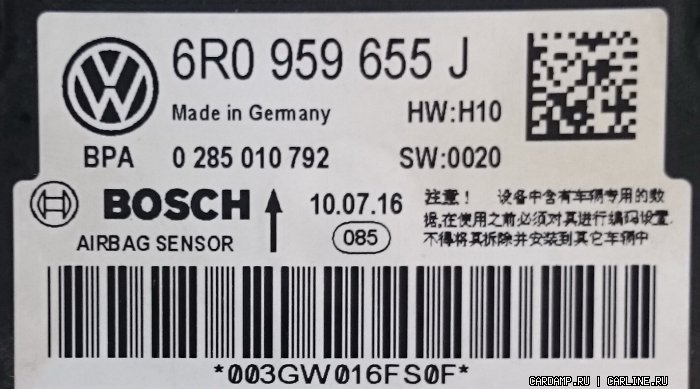 6R0 959 655 J
Made in Germany HW:H10
BPA 0 285 010 792 SW:0020
BOSCH 10.07.16
AIRBAG SENSOR 085
注意！ 设备中含有车辆专用的数
据,在使用之前必须对其进行编码设置.
不得将其拆除并安装到其它车辆中
*003GW016FS0F*
CARDAMP.RU | CARLINE.RU